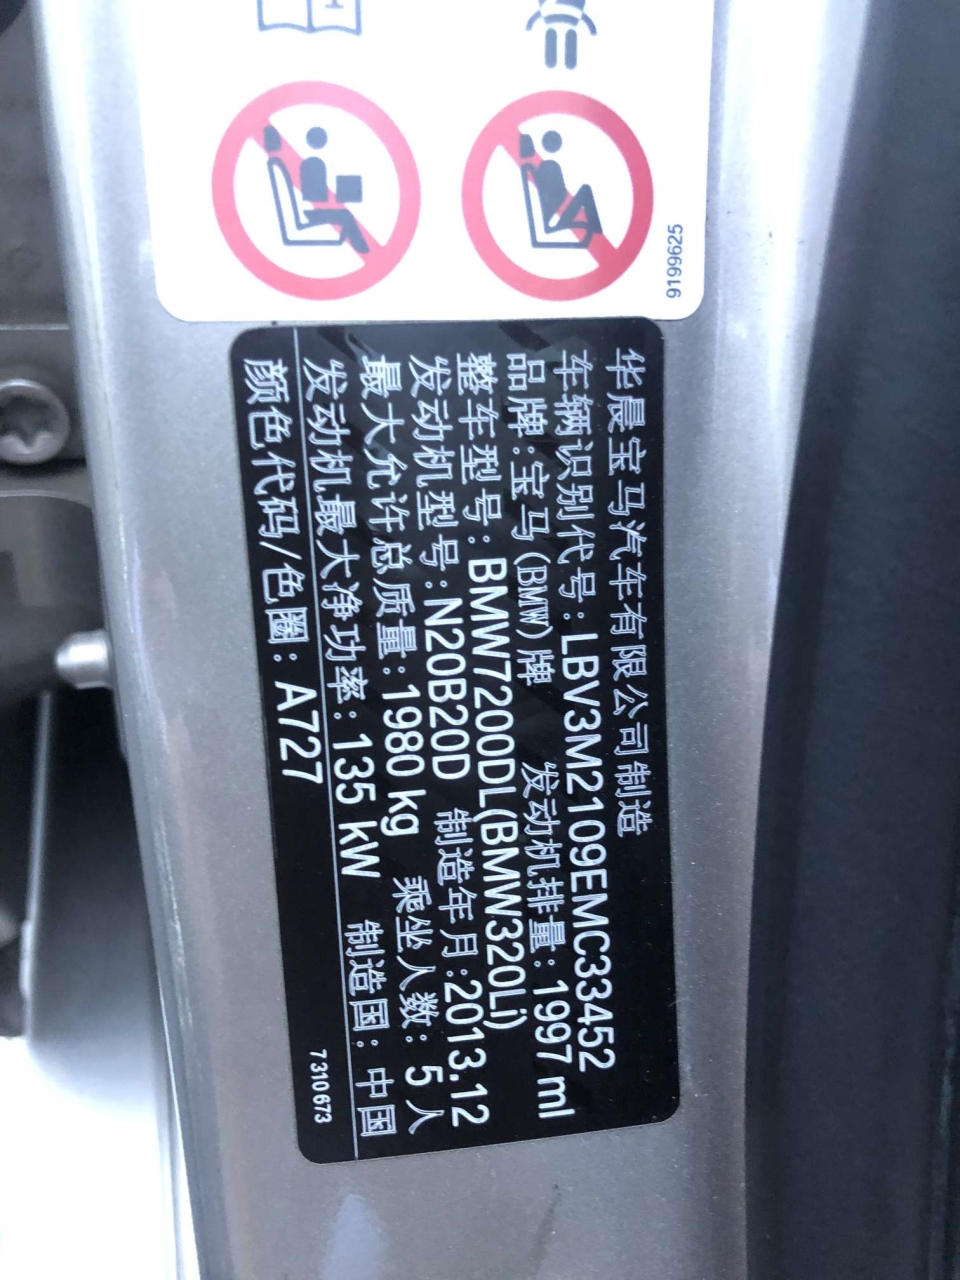 9199625
华晨宝马汽车有限公司制造
车辆识别代号:LBV3M2109EMC33452
品牌:宝马(BMW)牌 发动机排量:1997 ml
整车型号:BMW7200DL(BMW320Li)
发动机型号:N20B20D 制造年月:2013.12
最大允许总质量:1980 kg 乘坐人数:5人
发动机最大净功率:135 kW 制造国:中国
颜色代码/色圈:A727
7310673